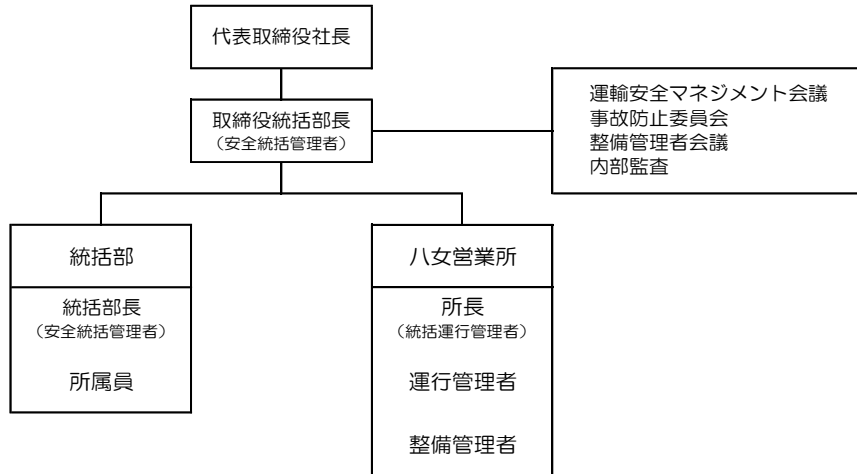 代表取締役社長
取締役統括部長
（安全統括管理者）
運輸安全マネジメント会議
事故防止委員会
整備管理者会議
内部監査
統括部
統括部長
（安全統括管理者）
所属員
八女営業所
所長
（統括運行管理者）
運行管理者
整備管理者